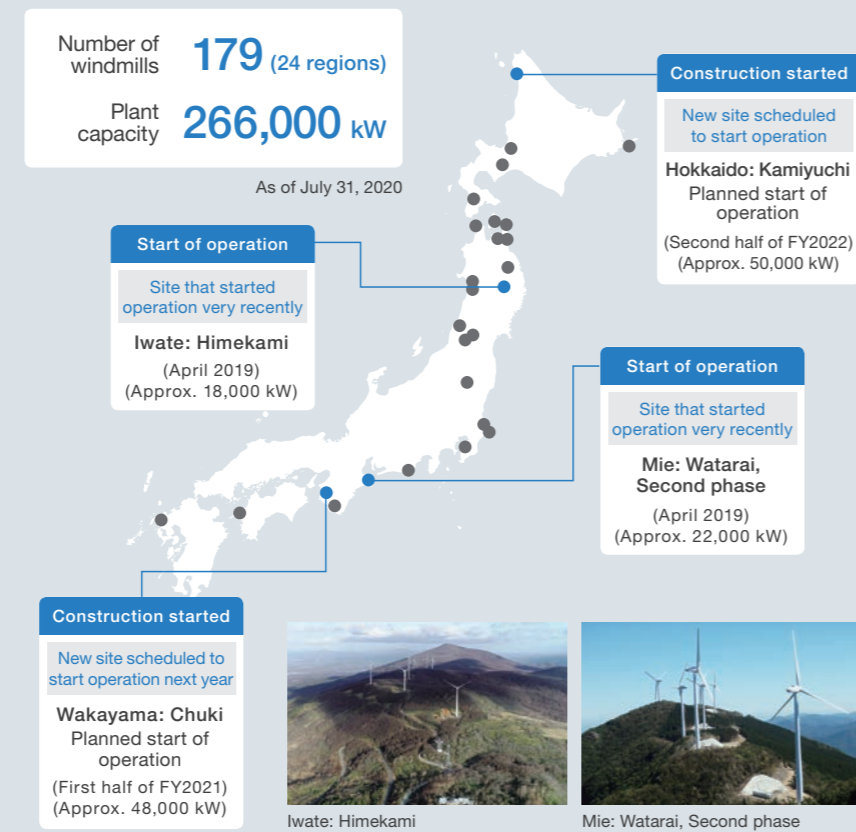 Number of
windmills
179 (24 regions)
Plant
capacity
266,000 kW
As of July 31, 2020
Construction started
New site scheduled
to start operation
Hokkaido: Kamiyuchi
Planned start of
operation
(Second half of FY2022)
(Approx. 50,000 kW)
Start of operation
Site that started
operation very recently
Iwate: Himekami
(April 2019)
(Approx. 18,000 kW)
Start of operation
Site that started
operation very recently
Mie: Watarai,
Second phase
(April 2019)
(Approx. 22,000 kW)
Construction started
New site scheduled to
start operation next year
Wakayama: Chuki
Planned start of
operation
(First half of FY2021)
(Approx. 48,000 kW)
Iwate: Himekami
Mie: Watarai, Second phase